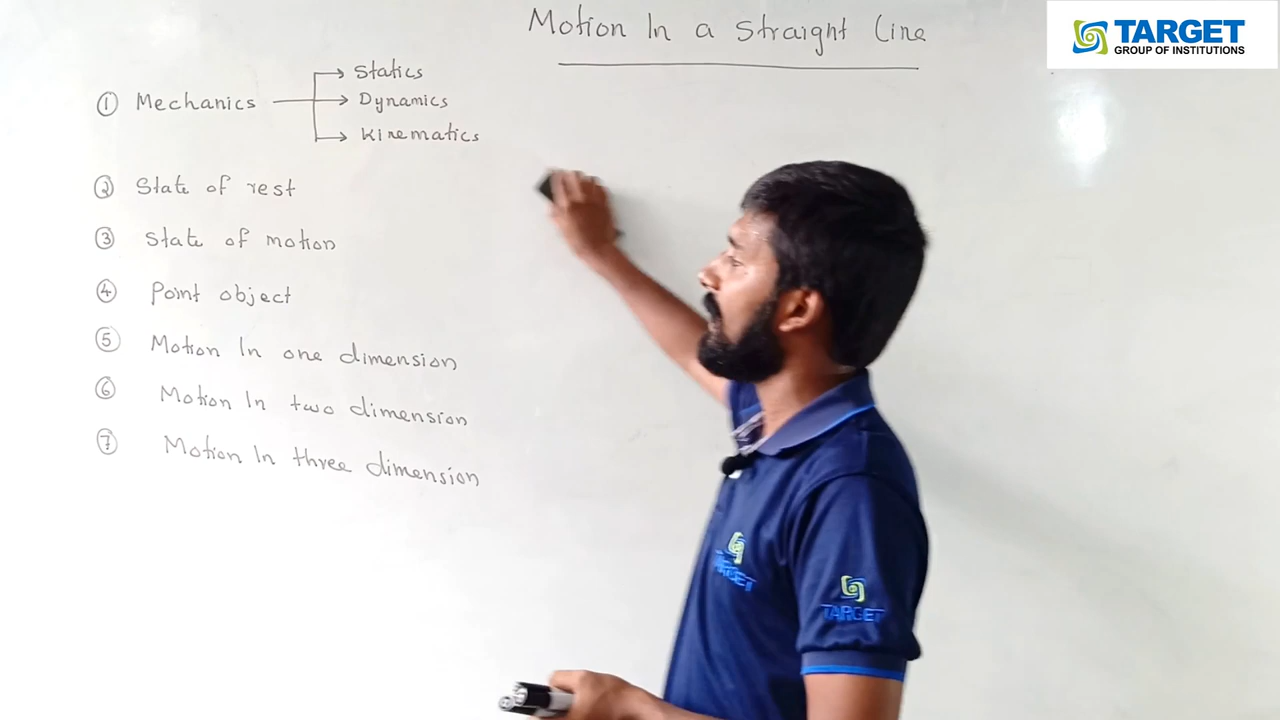 Motion In a Straight Line
TARGET
GROUP OF INSTITUTIONS
① Mechanics
Statics
Dynamics
Kinematics
② State of rest
③ State of motion
④ Point object
⑤ Motion In one dimension
⑥ Motion In two dimension
⑦ Motion In three dimension
TARGET
TARGET